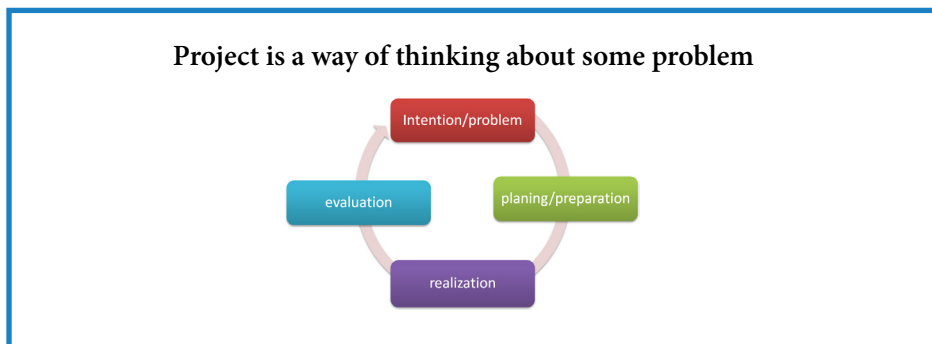 Project is a way of thinking about some problem
Intention/problem
planing/preparation
evaluation
realization